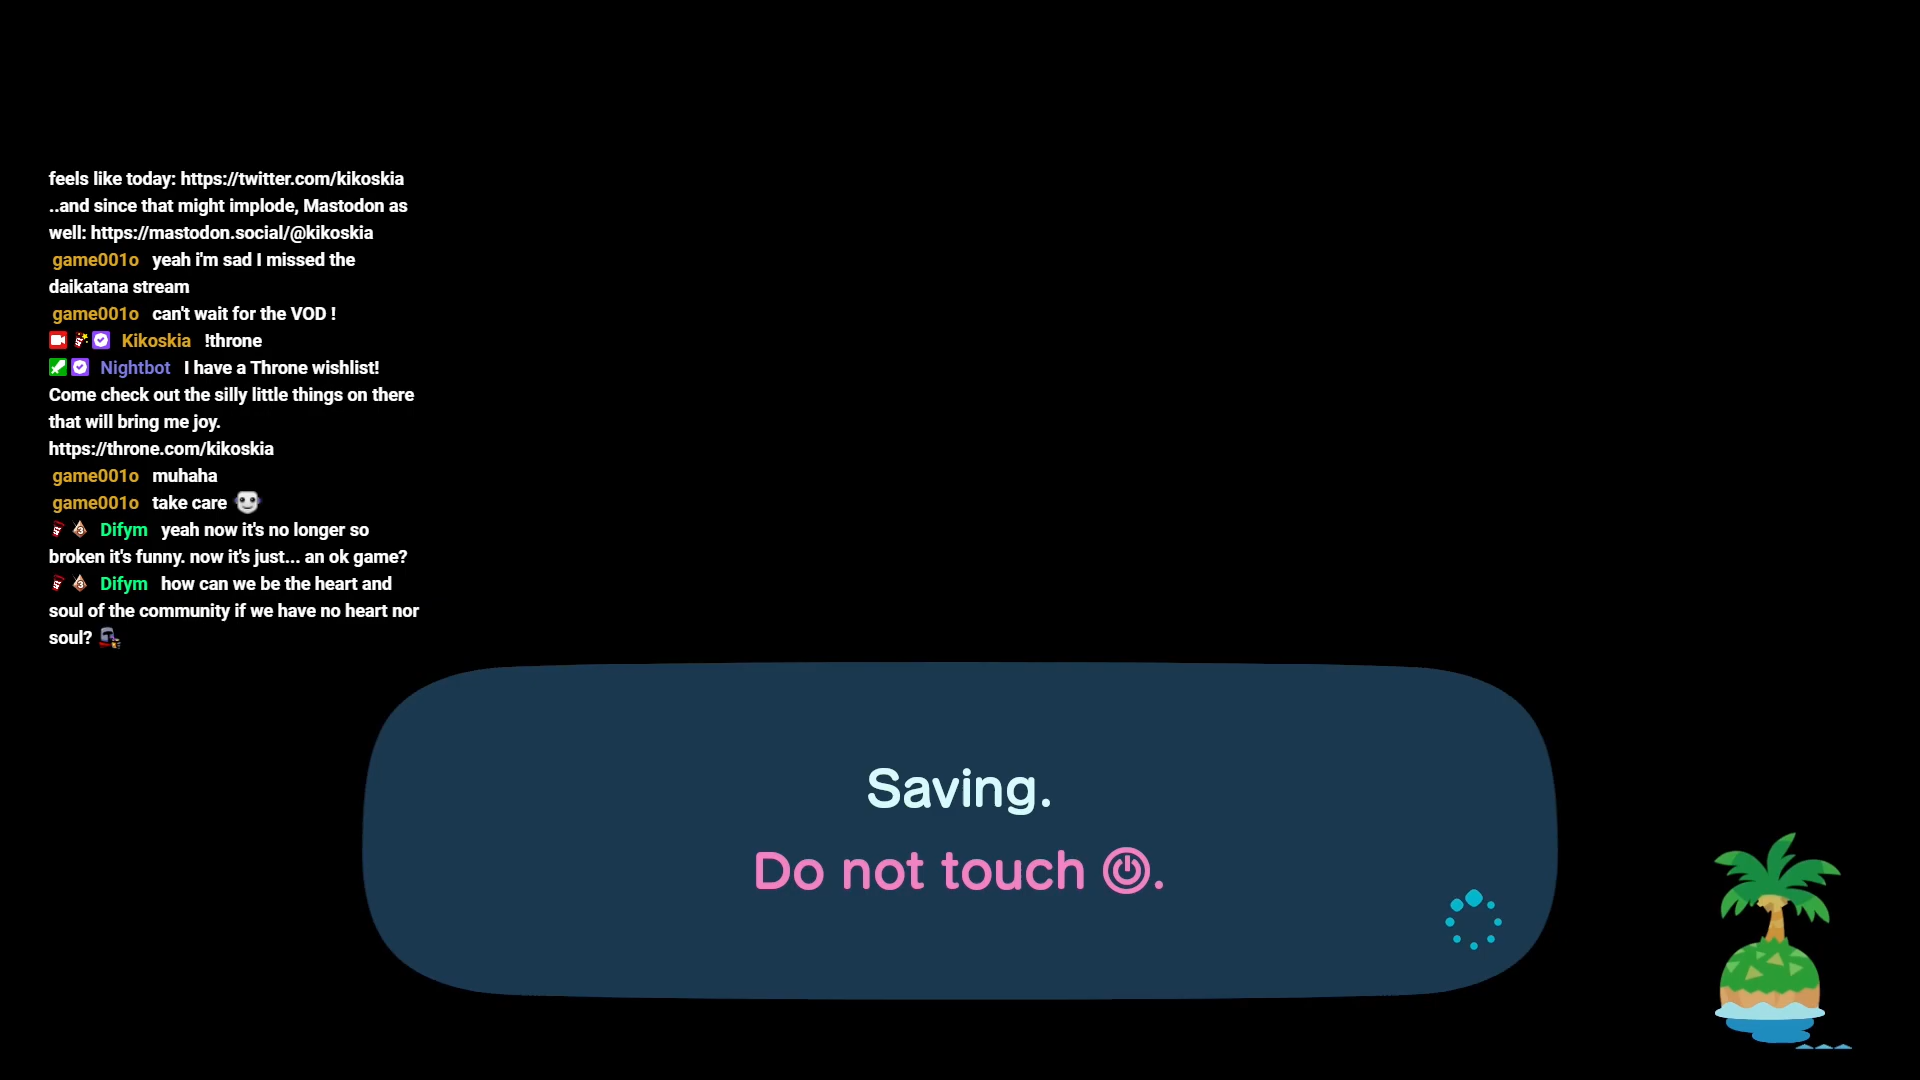 feels like today: https://twitter.com/kikoskia
..and since that might implode, Mastodon as
well: https://mastodon.social/@kikoskia
game001o yeah i'm sad I missed the
daikatana stream
game001o can't wait for the VOD !
Kikoskia !throne
Nightbot I have a Throne wishlist!
Come check out the silly little things on there
that will bring me joy.
https://throne.com/kikoskia
game001o muhaha
game001o take care
Difym yeah now it's no longer so
broken it's funny. now it's just... an ok game?
Difym how can we be the heart and
soul of the community if we have no heart nor
soul?
Saving.
Do not touch ⏻.